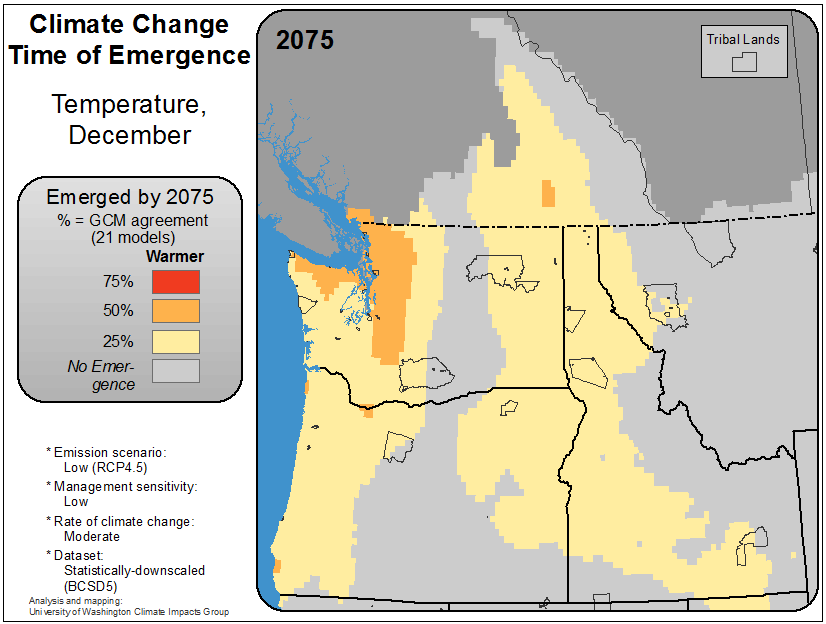 Climate Change
Time of Emergence
Temperature,
December
Emerged by 2075
% = GCM agreement
(21 models)
Warmer
75%
50%
25%
No Emer-
gence
* Emission scenario:
Low (RCP4.5)
* Management sensitivity:
Low
* Rate of climate change:
Moderate
* Dataset:
Statistically-downscaled
(BCSD5)
Analysis and mapping:
University of Washington Climate Impacts Group
2075
Tribal Lands